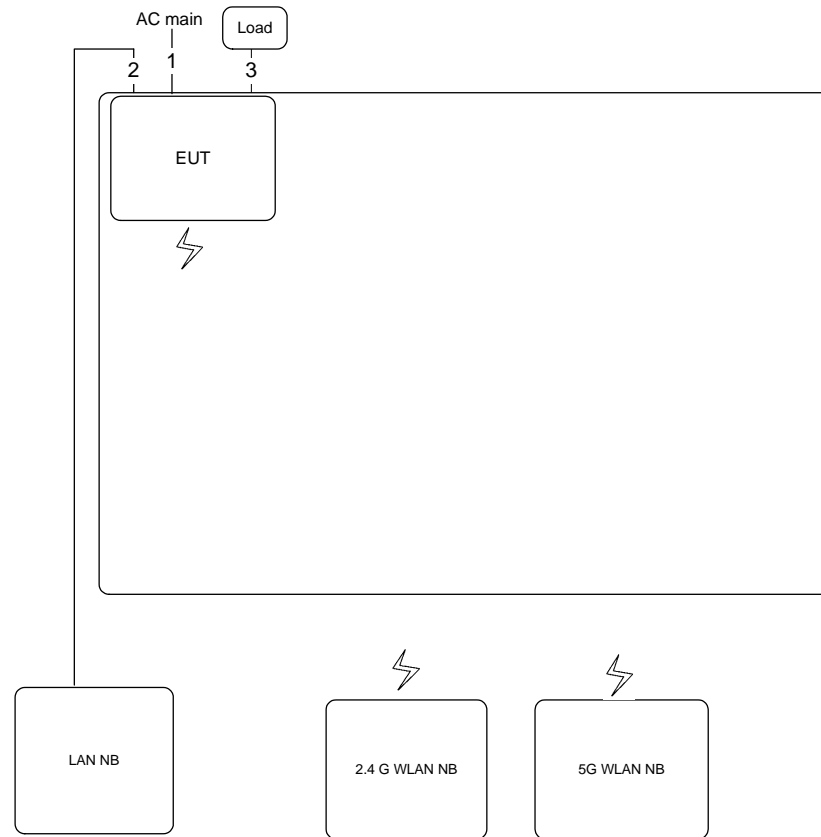 AC main
Load
2
1
3
EUT
LAN NB
2.4 G WLAN NB
5G WLAN NB